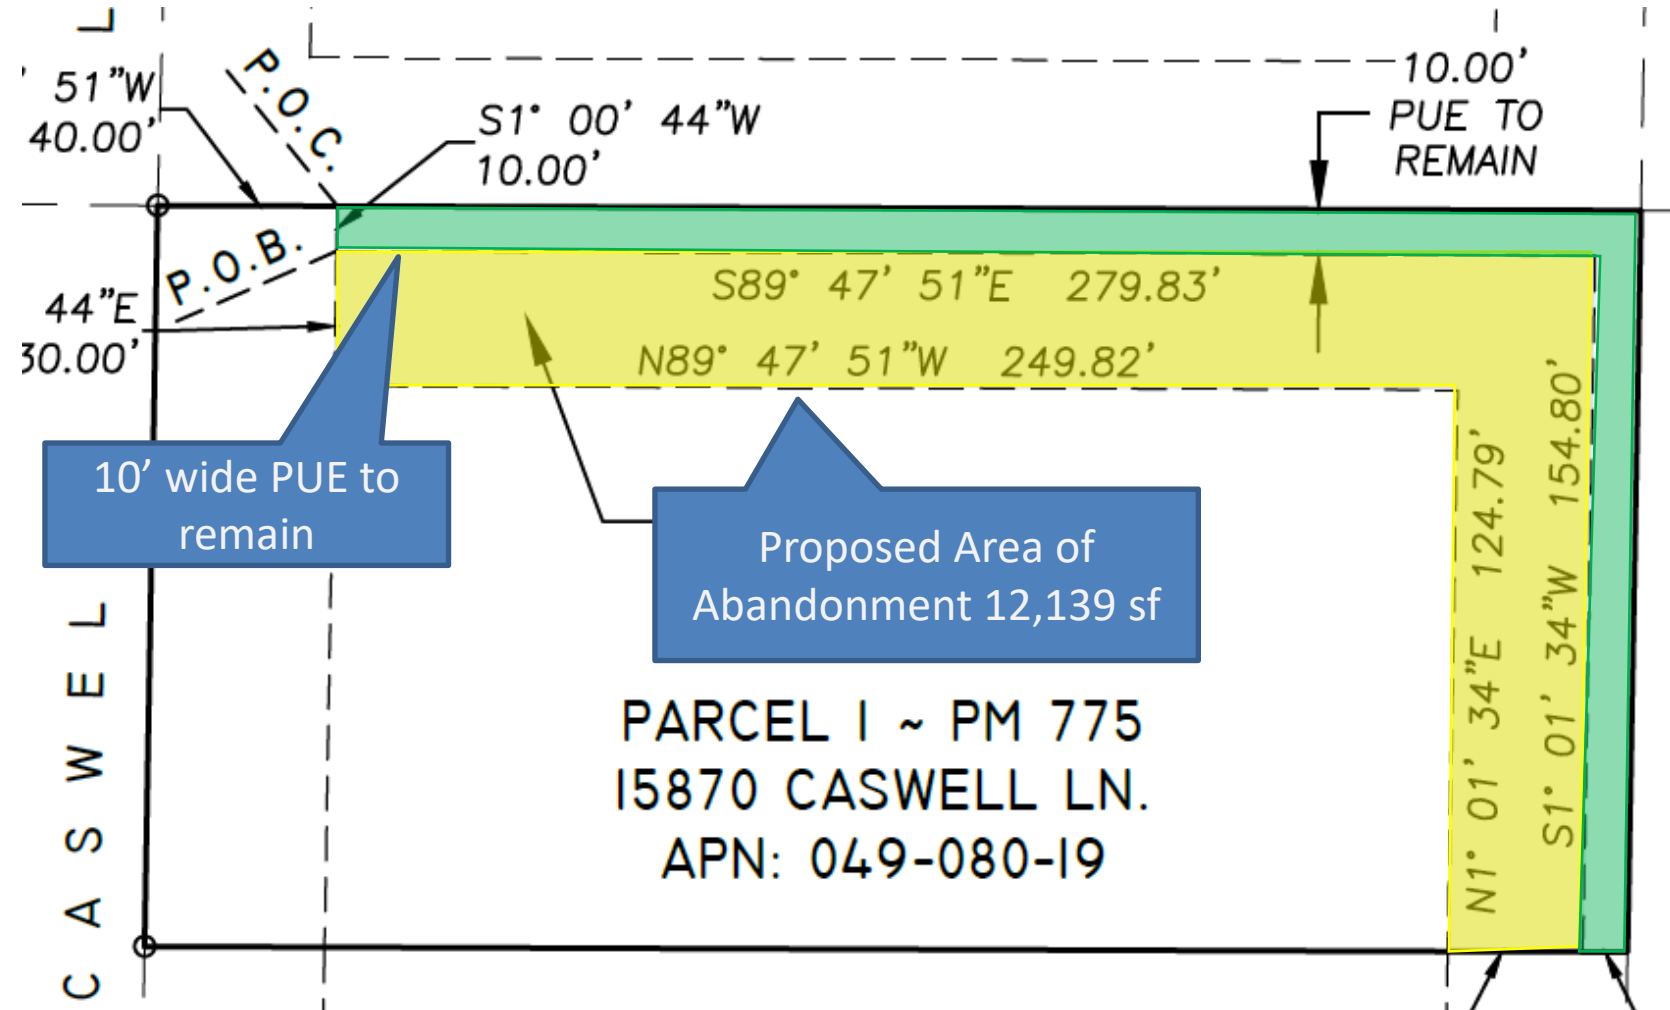 L
51"W
40.00'
P.O.C.
S1° 00' 44"W
10.00'
10.00'
PUE TO
REMAIN
P.O.B.
44"E
30.00'
S89° 47' 51"E 279.83'
N89° 47' 51"W 249.82'
10' wide PUE to
remain
Proposed Area of
Abandonment 12,139 sf
N1° 01' 34"E 124.79'
S1° 01' 34"W 154.80'
PARCEL 1 ~ PM 775
15870 CASWELL LN.
APN: 049-080-19
CASWEL